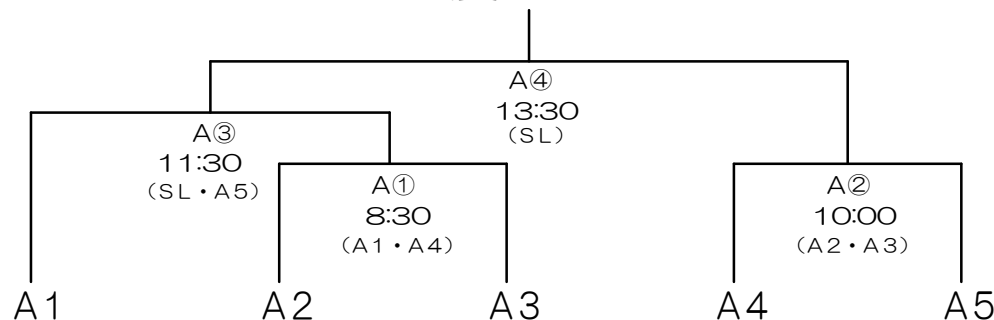 A④
13:30
（SL）
A③
11:30
（SL・A5）
A①
8:30
（A1・A4）
A②
10:00
（A2・A3）
A1 A2 A3 A4 A5